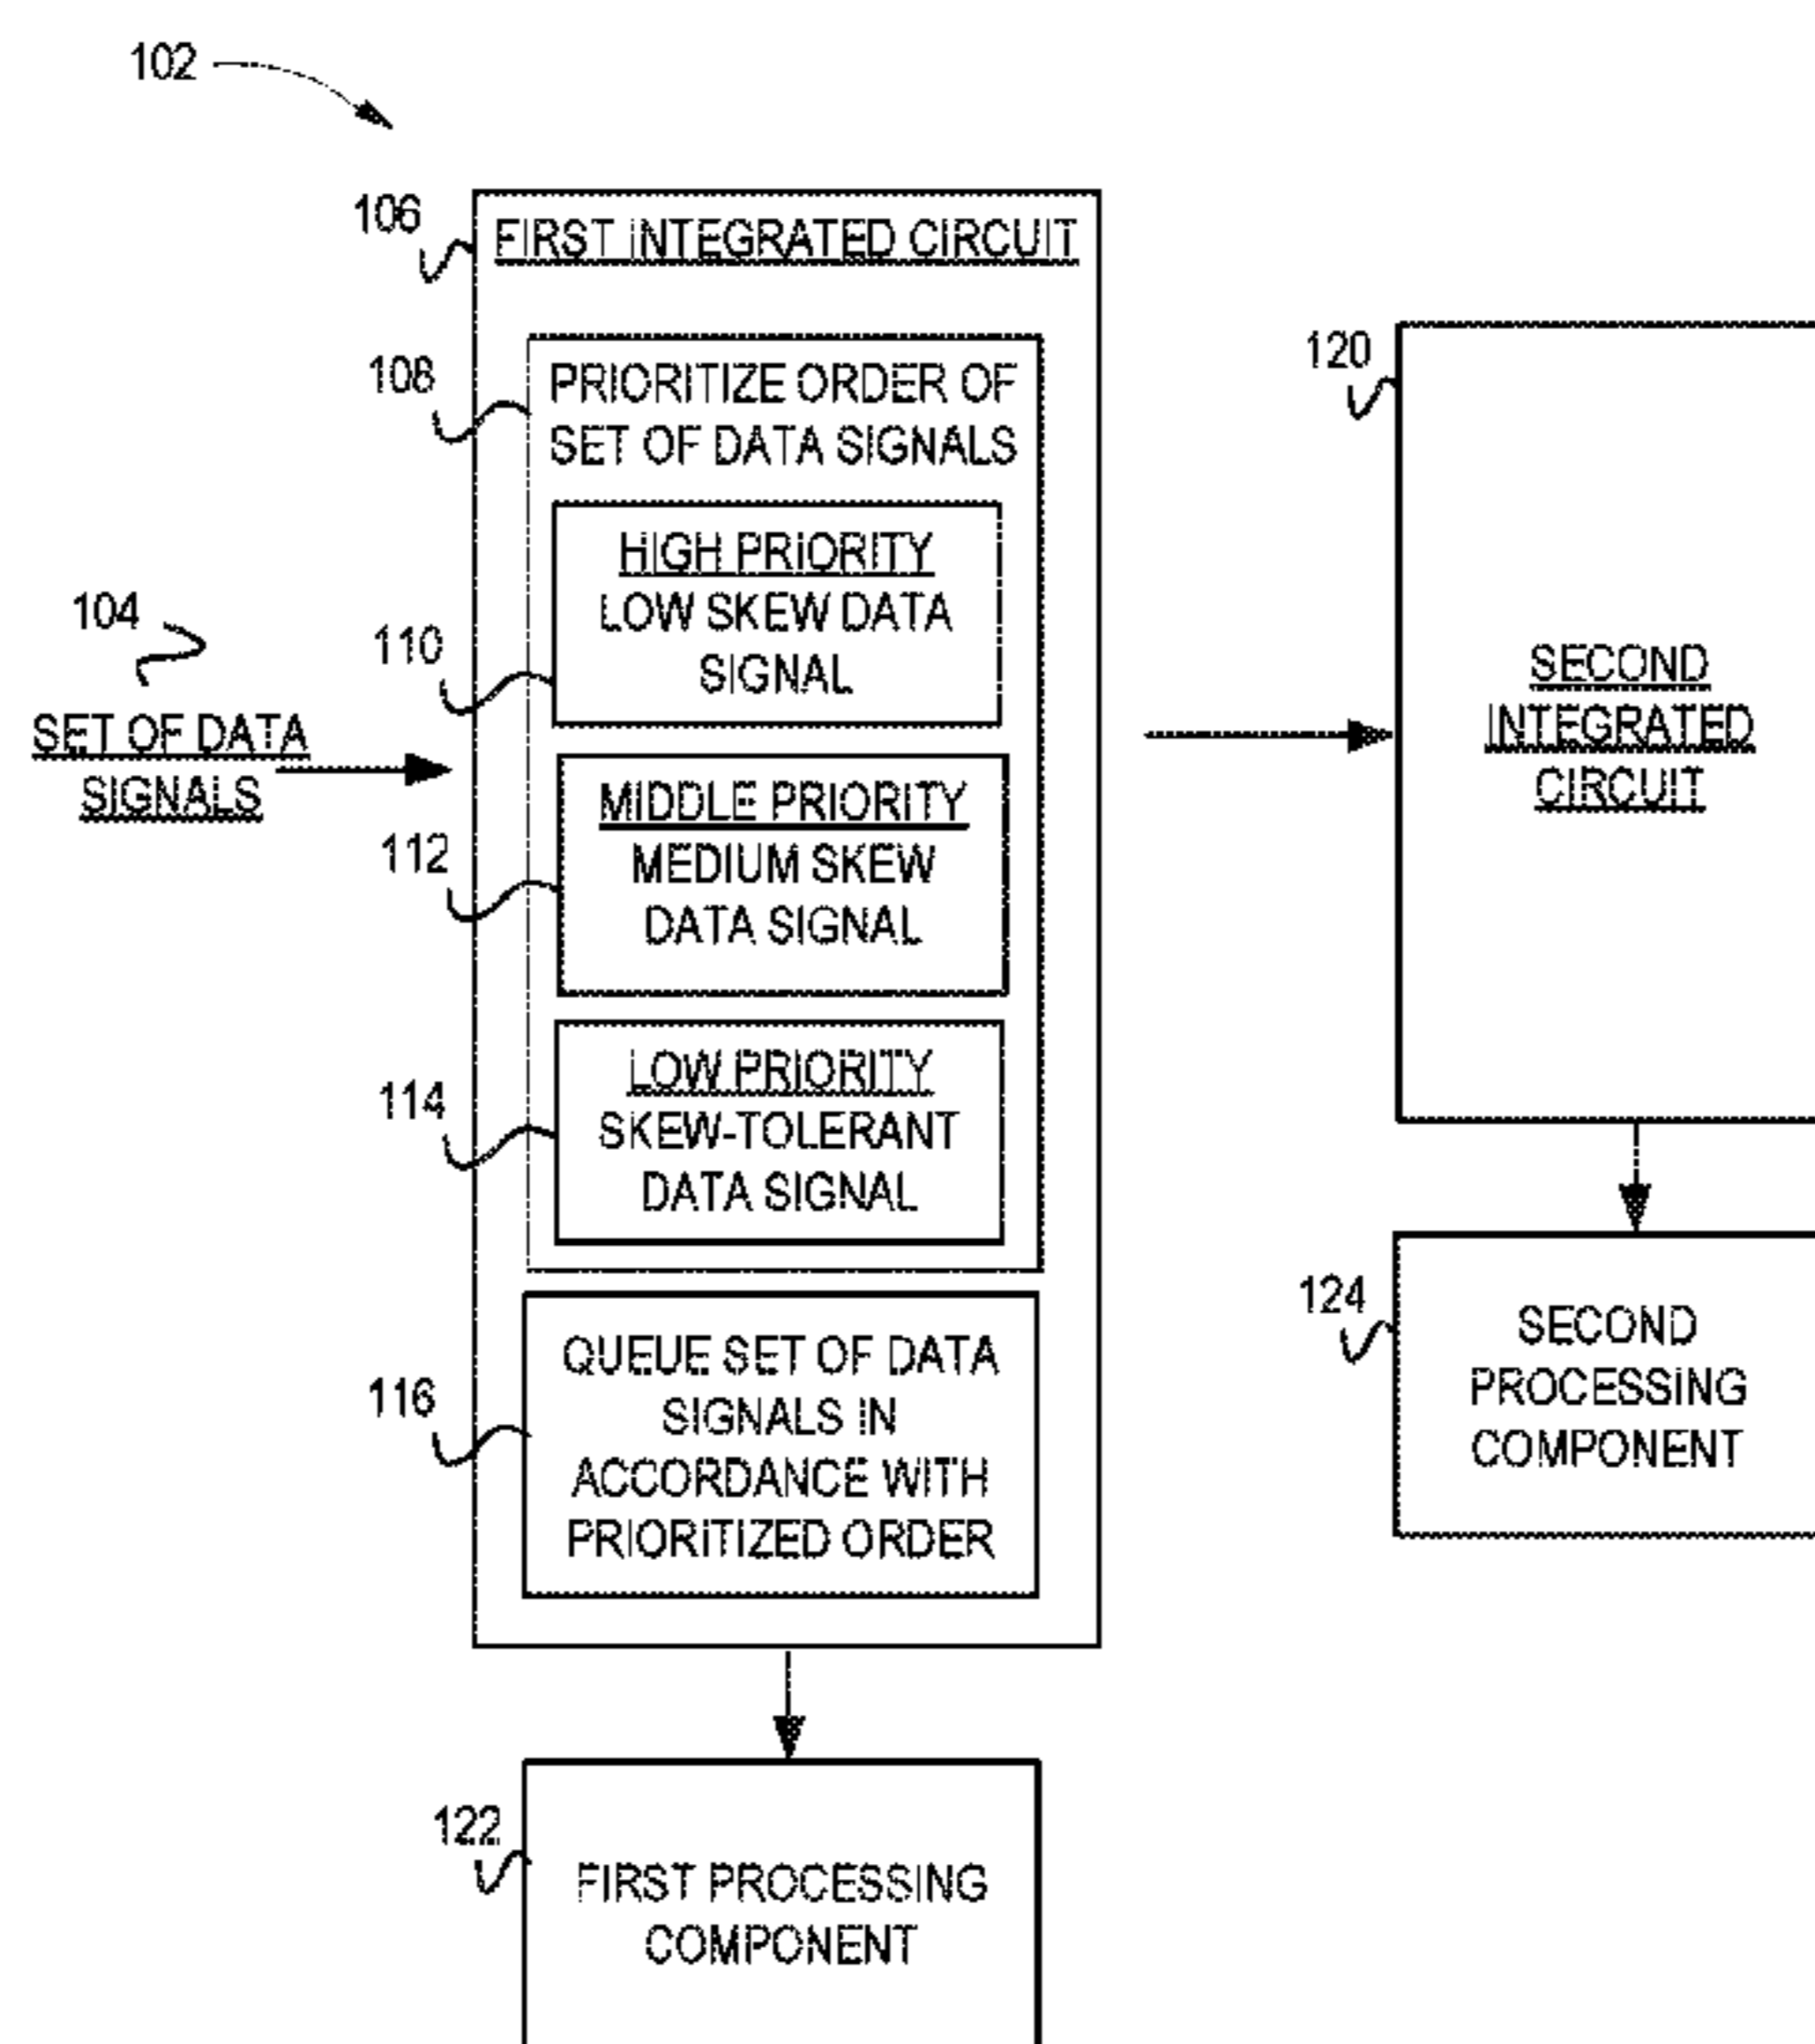 102
106
FIRST INTEGRATED CIRCUIT
108
PRIORITIZE ORDER OF
SET OF DATA SIGNALS
HIGH PRIORITY
LOW SKEW DATA
SIGNAL
110
104
SET OF DATA
SIGNALS
MIDDLE PRIORITY
MEDIUM SKEW
DATA SIGNAL
112
LOW PRIORITY
SKEW-TOLERANT
DATA SIGNAL
114
QUEUE SET OF DATA
SIGNALS IN
ACCORDANCE WITH
PRIORITIZED ORDER
116
122
FIRST PROCESSING
COMPONENT
120
SECOND
INTEGRATED
CIRCUIT
124
SECOND
PROCESSING
COMPONENT